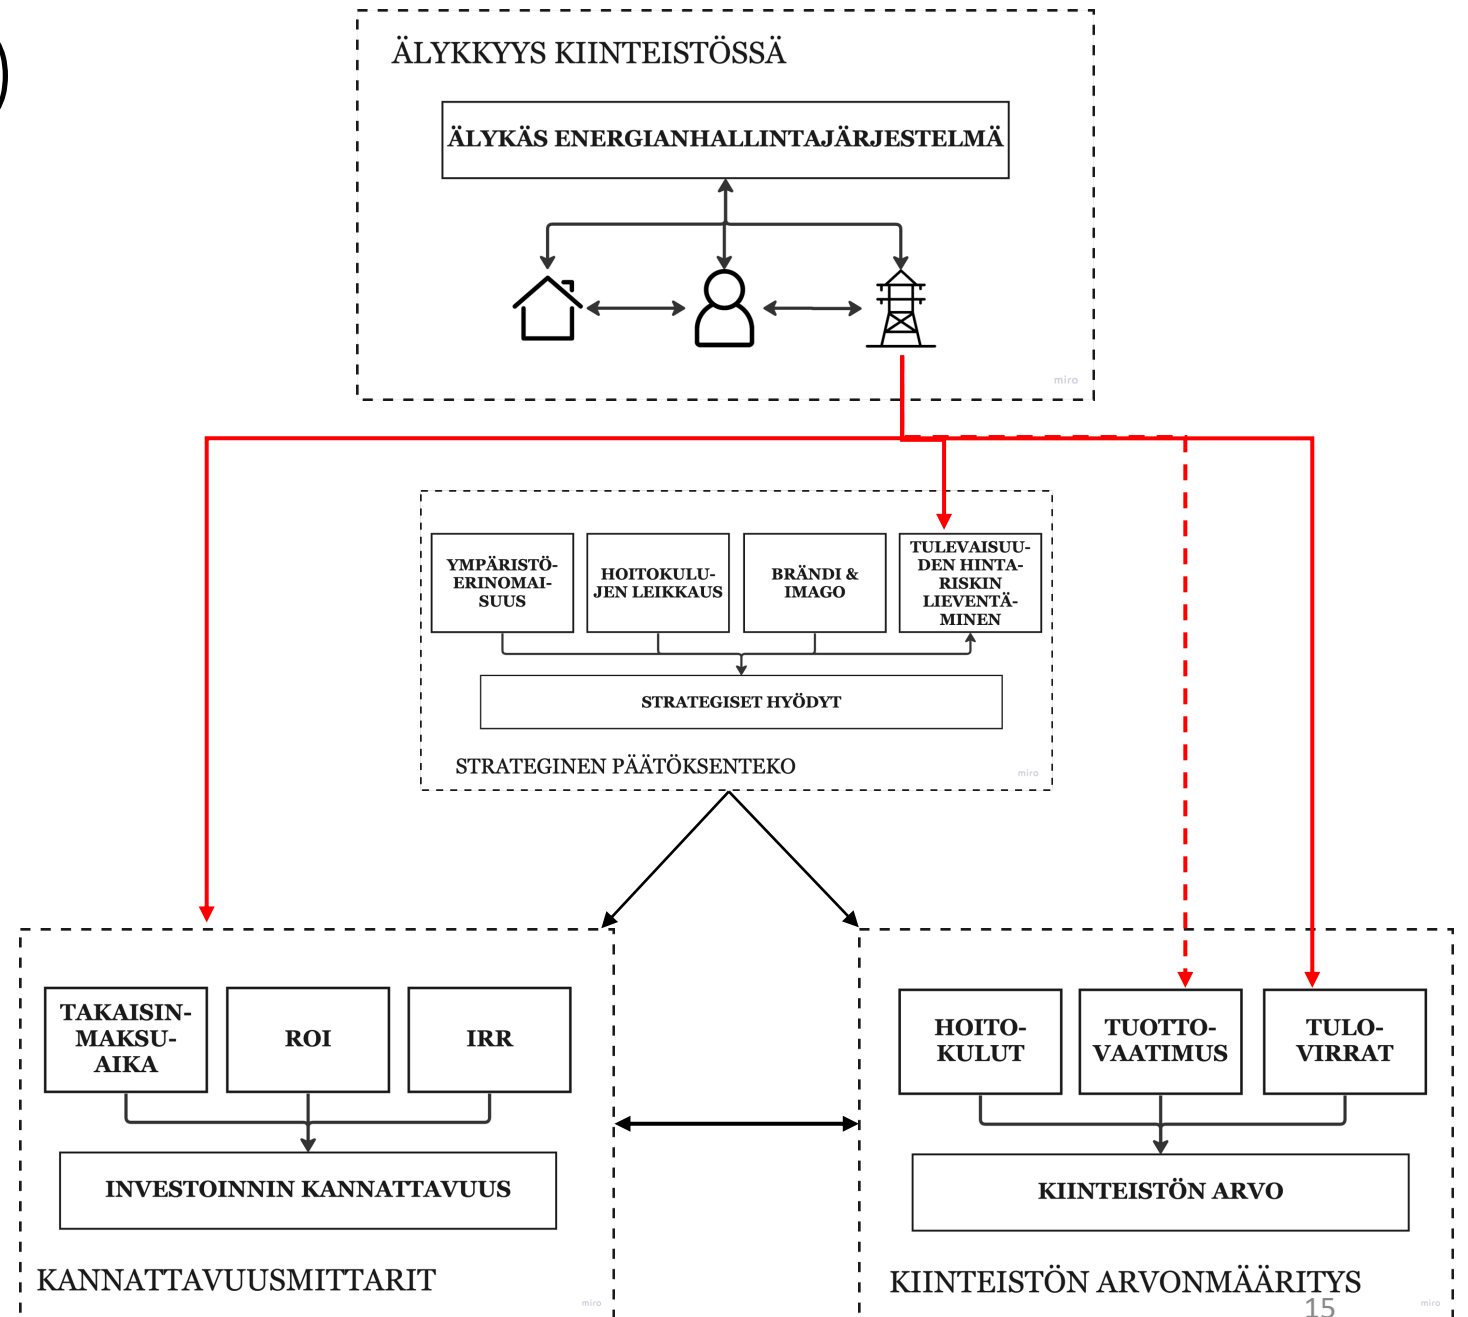 )
ÄLYKKYYS KIINTEISTÖSSÄ
ÄLYKÄS ENERGIANHALLINTAJÄRJESTELMÄ
miro
YMPÄRISTÖ-
ERINOMAI-
SUUS
HOITOKULU-
JEN LEIKKAUS
BRÄNDI &
IMAGO
TULEVAISUU-
DEN HINTA-
RISKIN
LIEVENTÄ-
MINEN
STRATEGISET HYÖDYT
STRATEGINEN PÄÄTÖKSENTEKO
miro
TAKAISIN-
MAKSU-
AIKA
ROI
IRR
INVESTOINNIN KANNATTAVUUS
KANNATTAVUUSMITTARIT
miro
HOITO-
KULUT
TUOTTO-
VAATIMUS
TULO-
VIRRAT
KIINTEISTÖN ARVO
KIINTEISTÖN ARVONMÄÄRITYS
15
miro